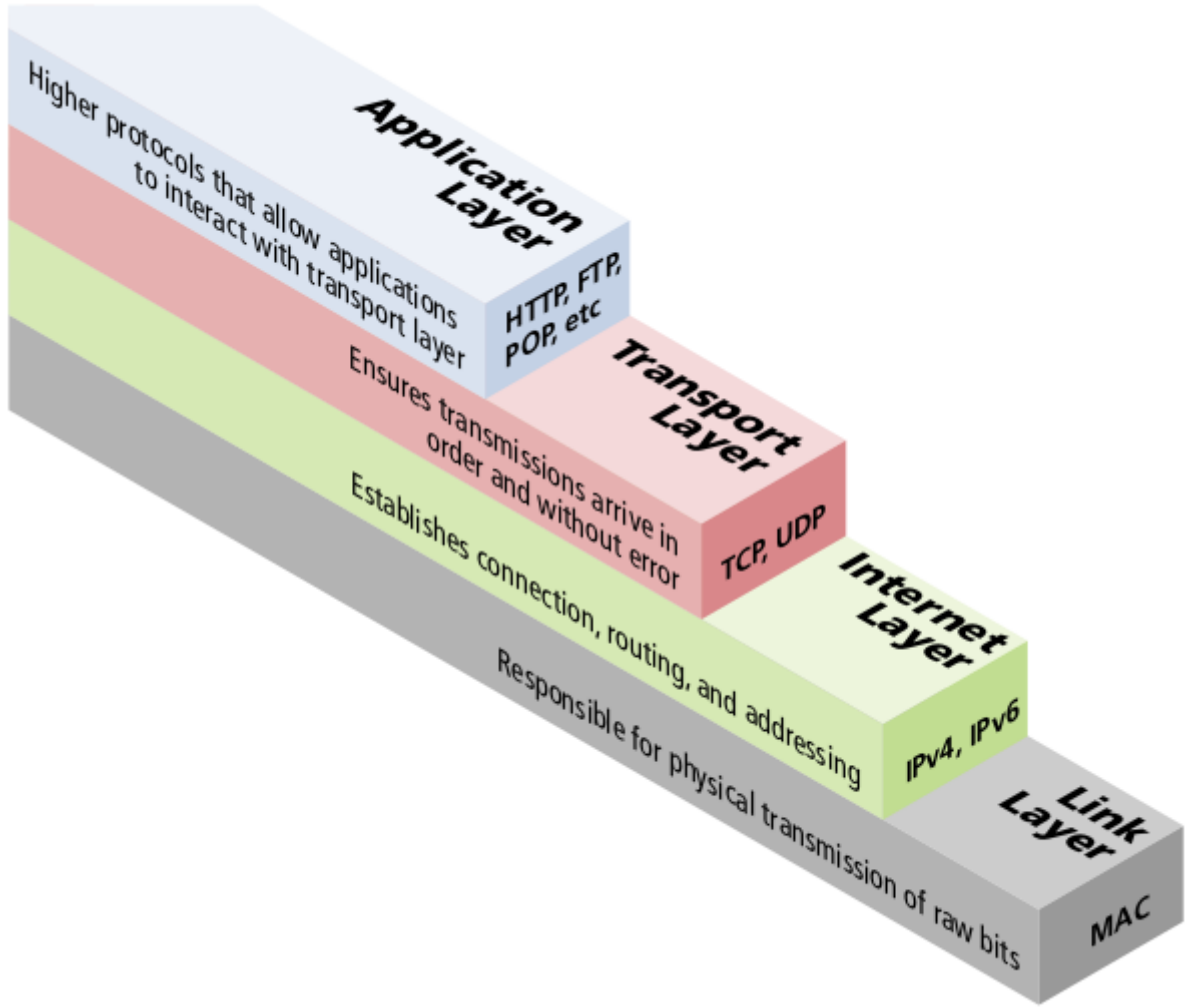 Application
Layer
Higher protocols that allow applications
to interact with transport layer
HTTP, FTP,
POP, etc
Transport
Layer
Ensures transmissions arrive in
order and without error
TCP, UDP
Internet
Layer
Establishes connection, routing, and addressing
IPv4, IPv6
Link
Layer
Responsible for physical transmission of raw bits
MAC